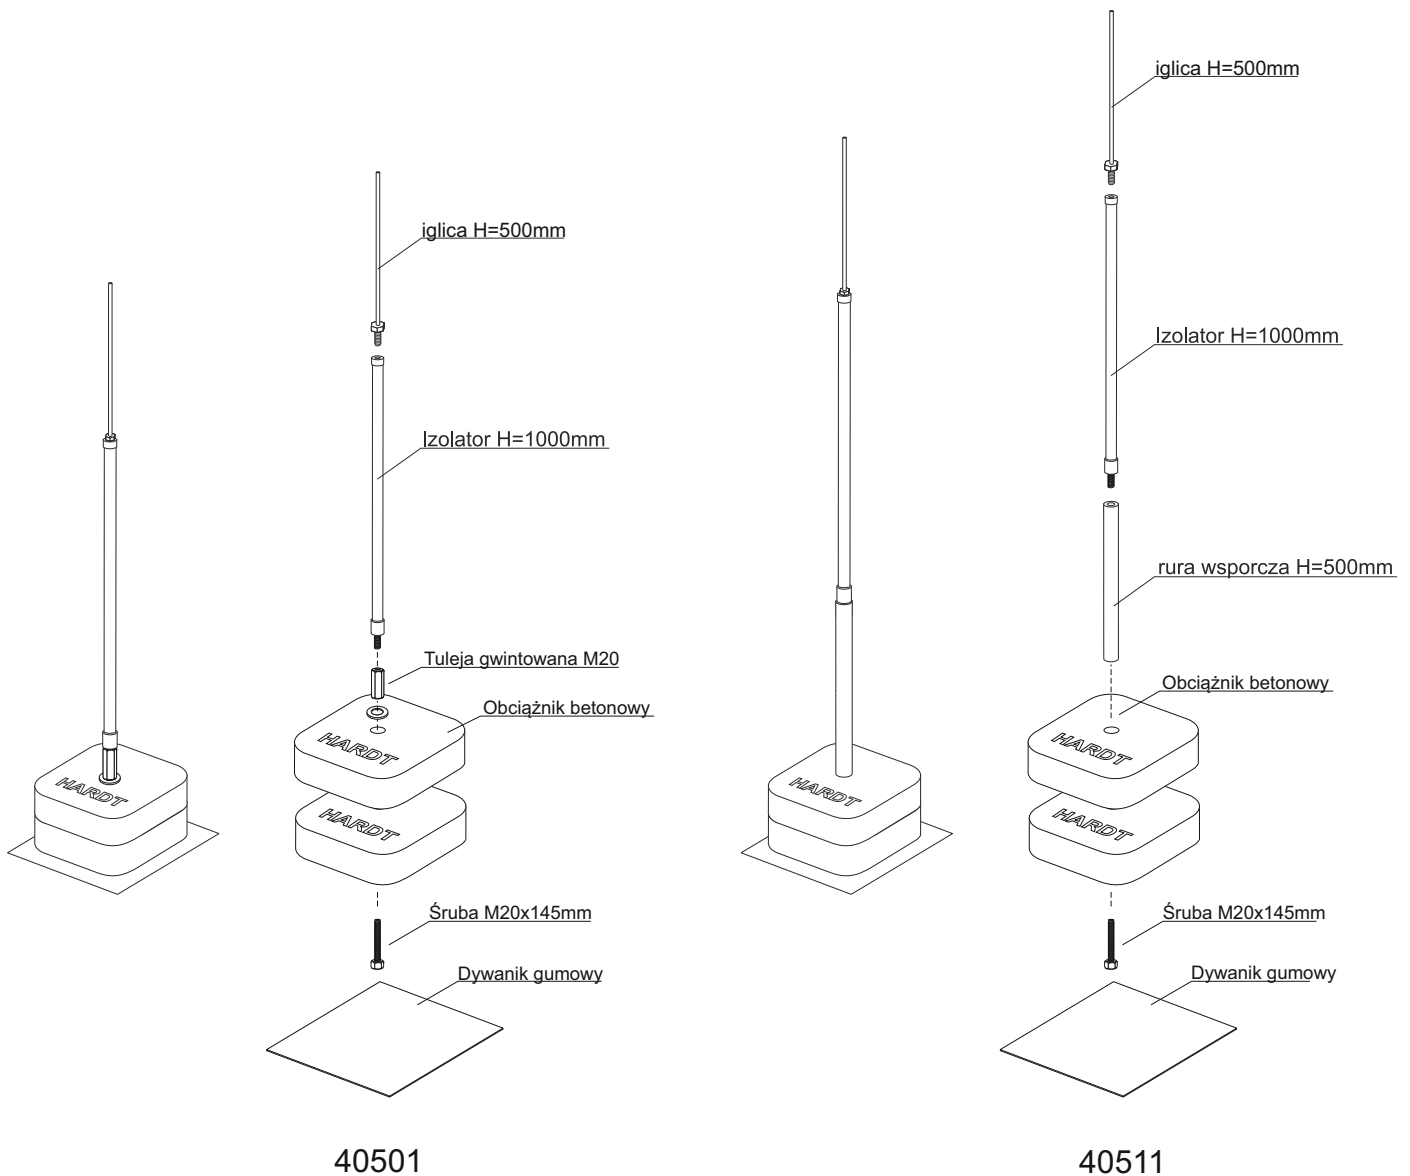 iglica H=500mm
Izolator H=1000mm
Tuleja gwintowana M20
Obciążnik betonowy
HARDT
HARDT
HARDT
Śruba M20x145mm
Dywanik gumowy
40501
iglica H=500mm
Izolator H=1000mm
rura wsporcza H=500mm
Obciążnik betonowy
HARDT
HARDT
HARDT
Śruba M20x145mm
Dywanik gumowy
40511